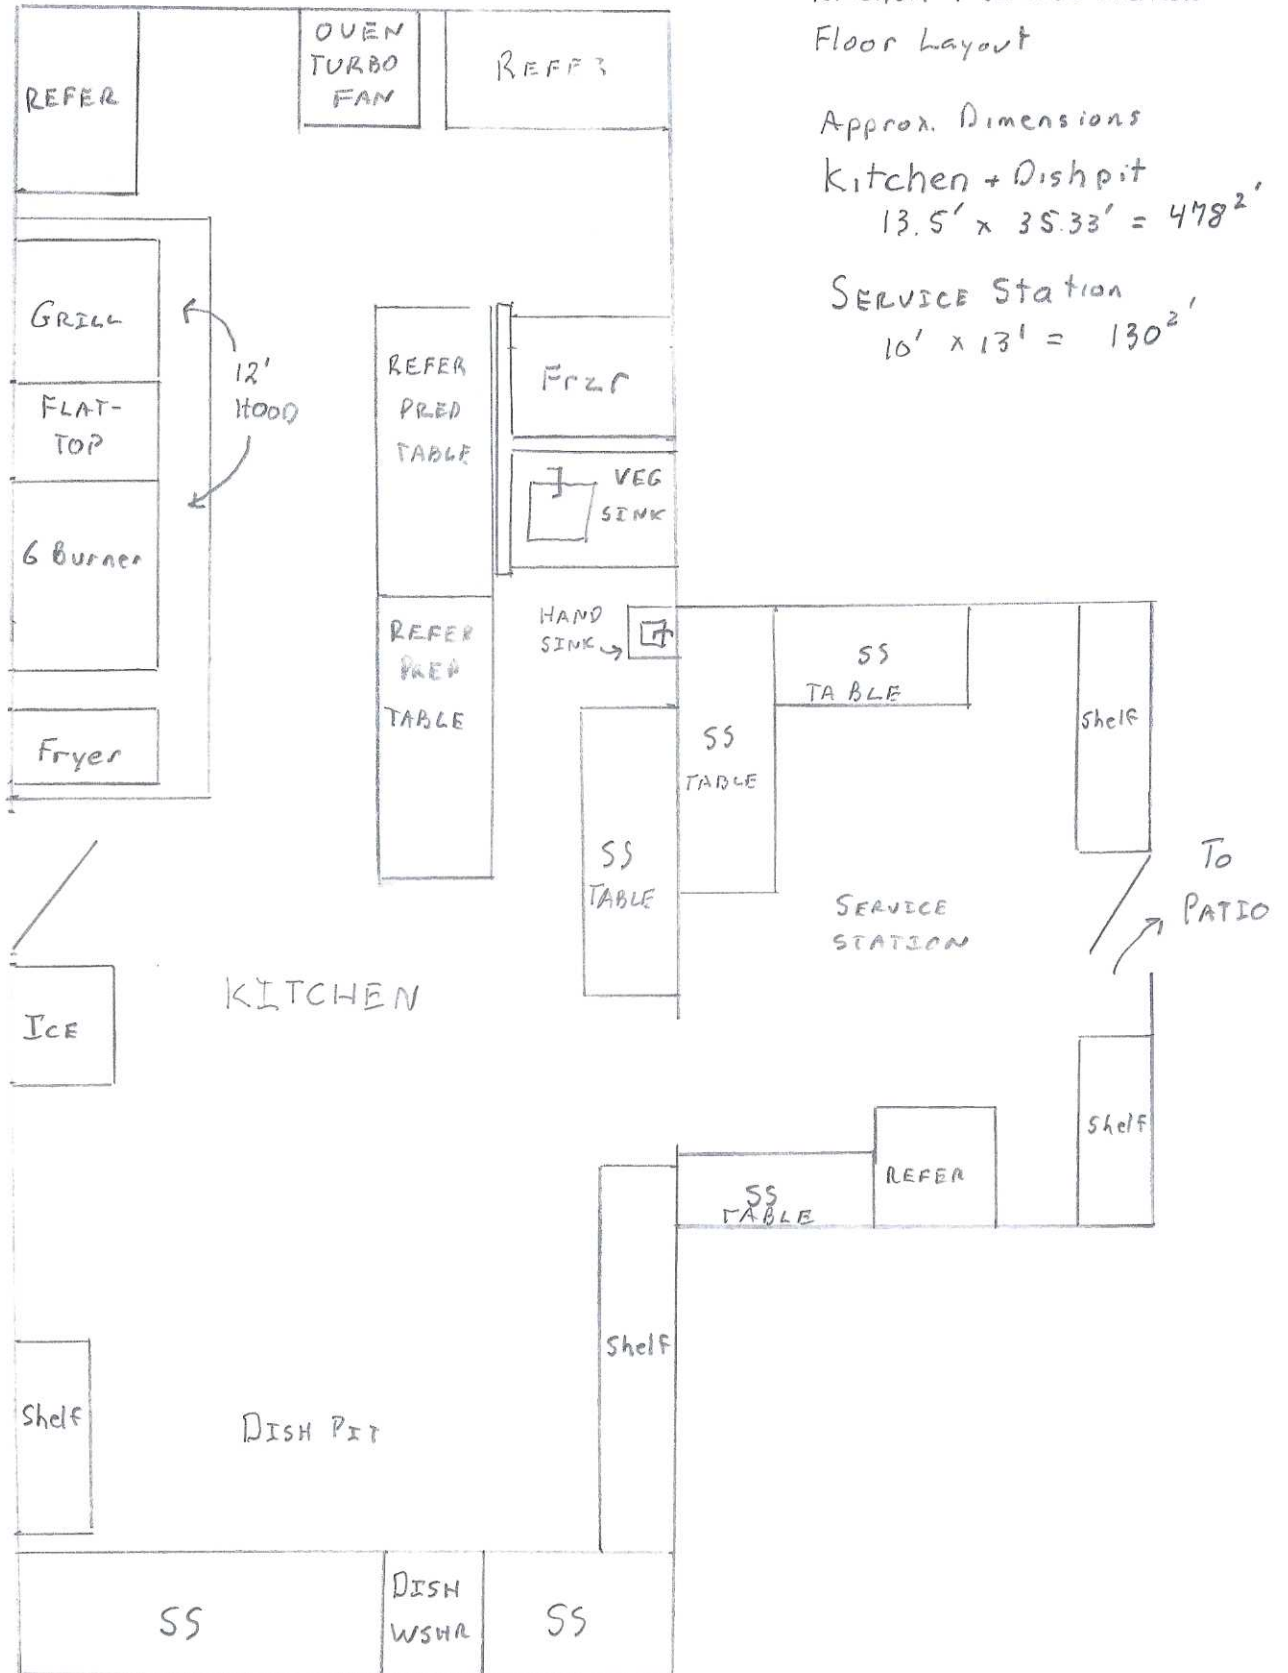 Floor Layout
Approx. Dimensions
Kitchen + Dishpit
13.5' x 35.33' = 478²'
SERVICE Station
10' x 13' = 130²'
REFER
OVEN
TURBO
FAN
GRILL
FLAT-
TOP
6 Burner
Fryer
12'
HOOD
REFER
PRED
TABLE
REFER
PREP
TABLE
Frzr
VEG
SINK
HAND
SINK
SS
TABLE
SS
TABLE
SS
TABLE
Shelf
To
PATIO
SERVICE
STATION
KITCHEN
ICE
Shelf
REFER
SS
TABLE
Shelf
Shelf
DISH PIT
SS
DISH
WSHR
SS